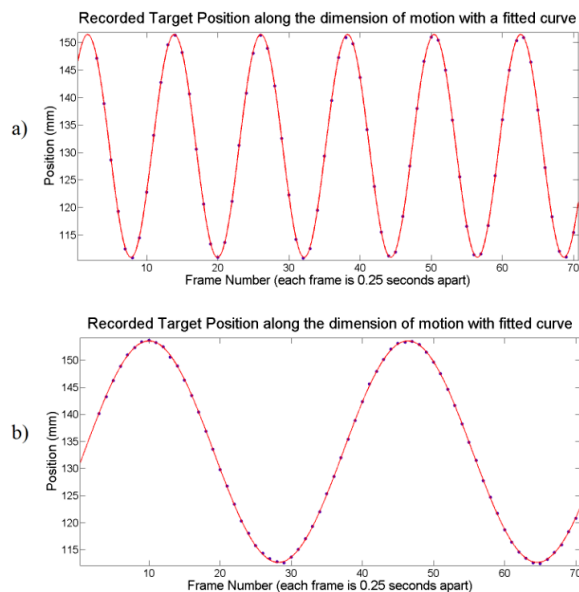 Recorded Target Position along the dimension of motion with a fitted curve
a)
Position (mm)
150
145
140
135
130
125
120
115
10 20 30 40 50 60 70
Frame Number (each frame is 0.25 seconds apart)
Recorded Target Position along the dimension of motion with fitted curve
b)
Position (mm)
150
145
140
135
130
125
120
115
10 20 30 40 50 60 70
Frame Number (each frame is 0.25 seconds apart)